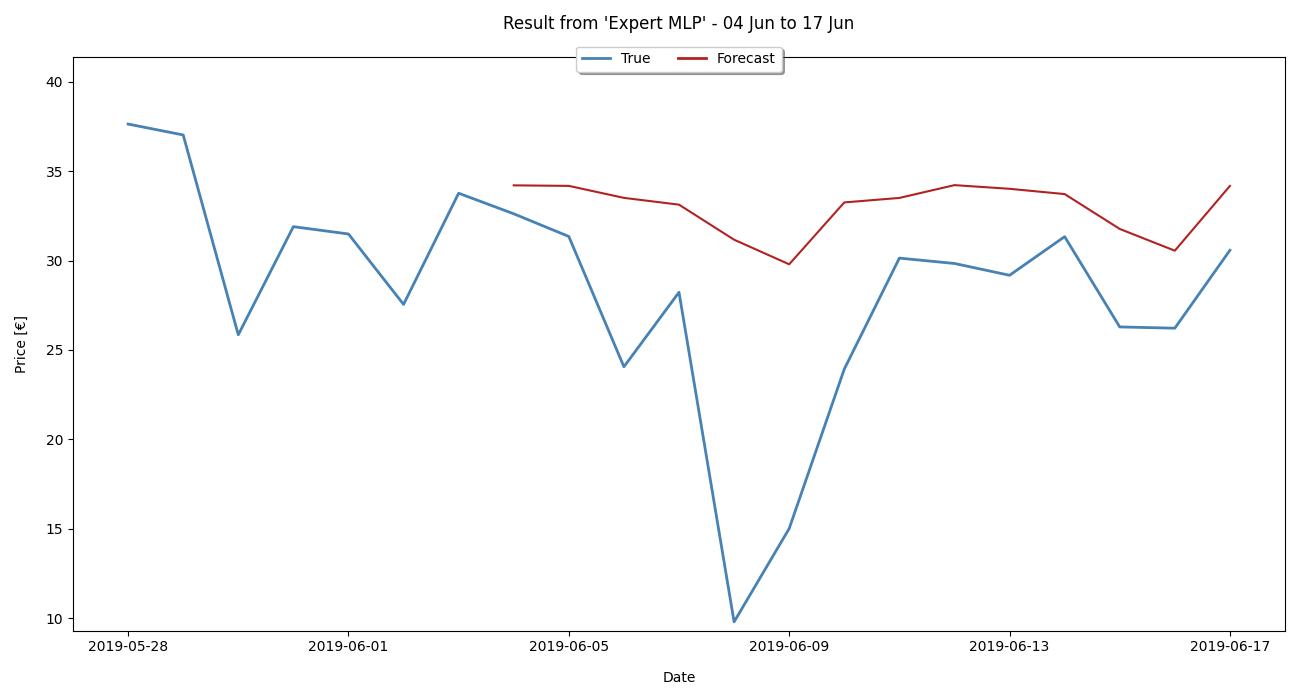 Result from 'Expert MLP' - 04 Jun to 17 Jun
True Forecast
40
35
30
25
20
15
10
Price [€]
2019-05-28 2019-06-01 2019-06-05 2019-06-09 2019-06-13 2019-06-17
Date